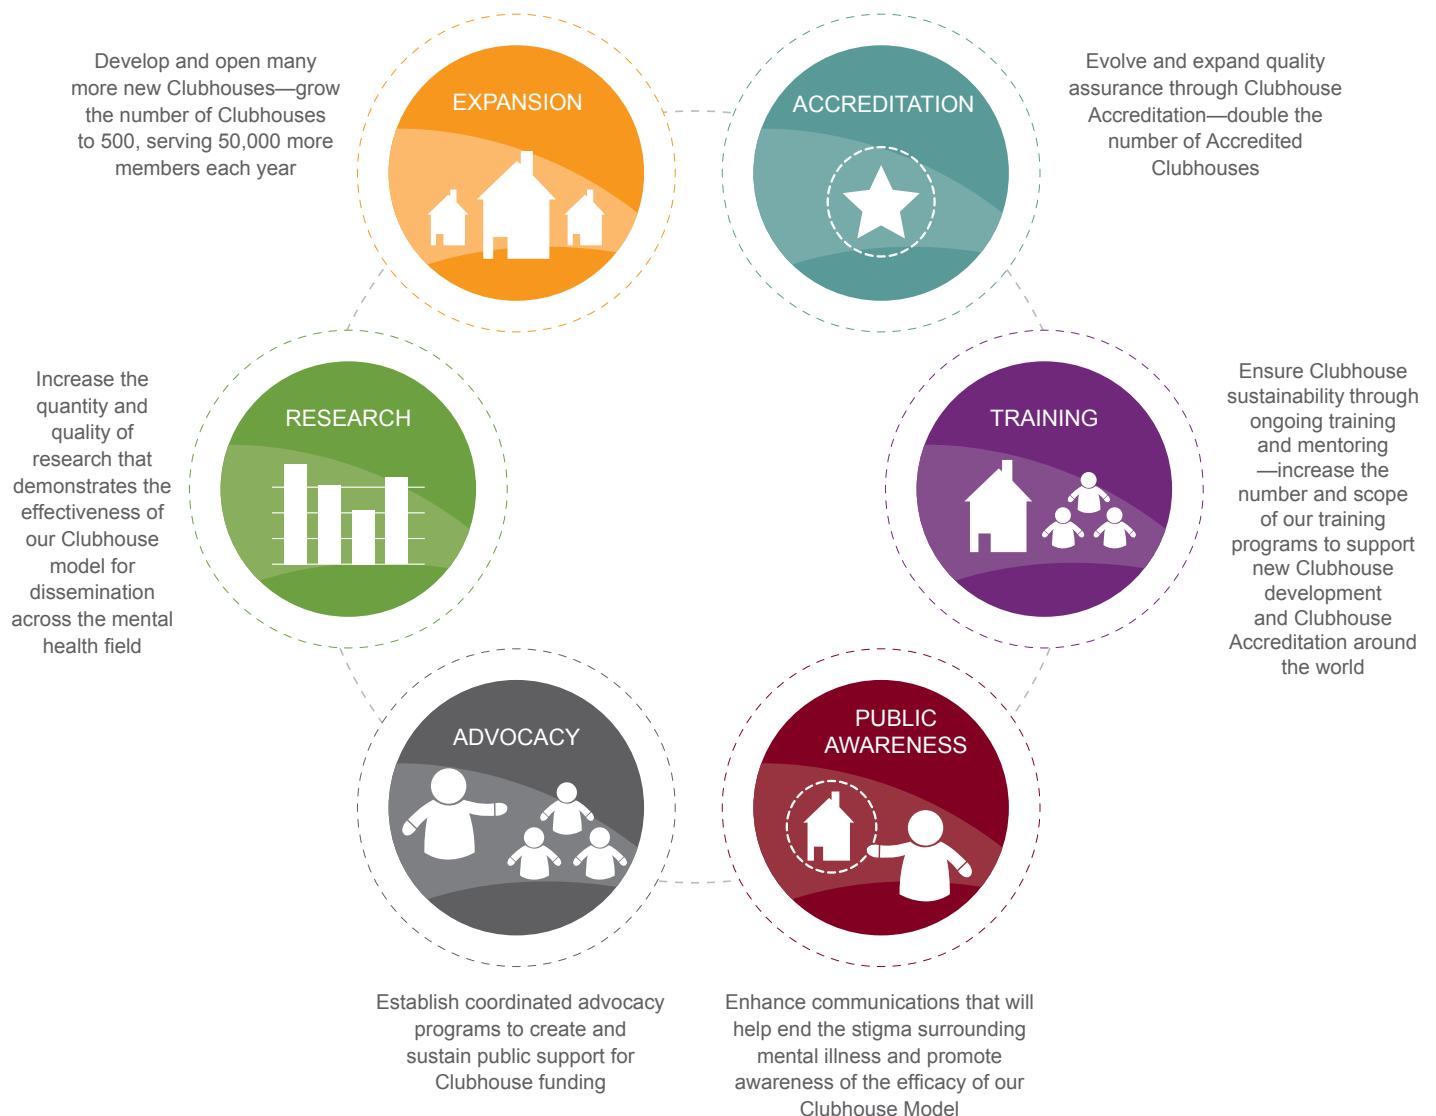 Develop and open many
more new Clubhouses—grow
the number of Clubhouses
to 500, serving 50,000 more
members each year
EXPANSION
ACCREDITATION
Evolve and expand quality
assurance through Clubhouse
Accreditation—double the
number of Accredited
Clubhouses
Increase the
quantity and
quality of
research that
demonstrates the
effectiveness of
our Clubhouse
model for
dissemination
across the mental
health field
RESEARCH
TRAINING
Ensure Clubhouse
sustainability through
ongoing training
and mentoring
—increase the
number and scope
of our training
programs to support
new Clubhouse
development
and Clubhouse
Accreditation around
the world
ADVOCACY
PUBLIC
AWARENESS
Establish coordinated advocacy
programs to create and
sustain public support for
Clubhouse funding
Enhance communications that will
help end the stigma surrounding
mental illness and promote
awareness of the efficacy of our
Clubhouse Model